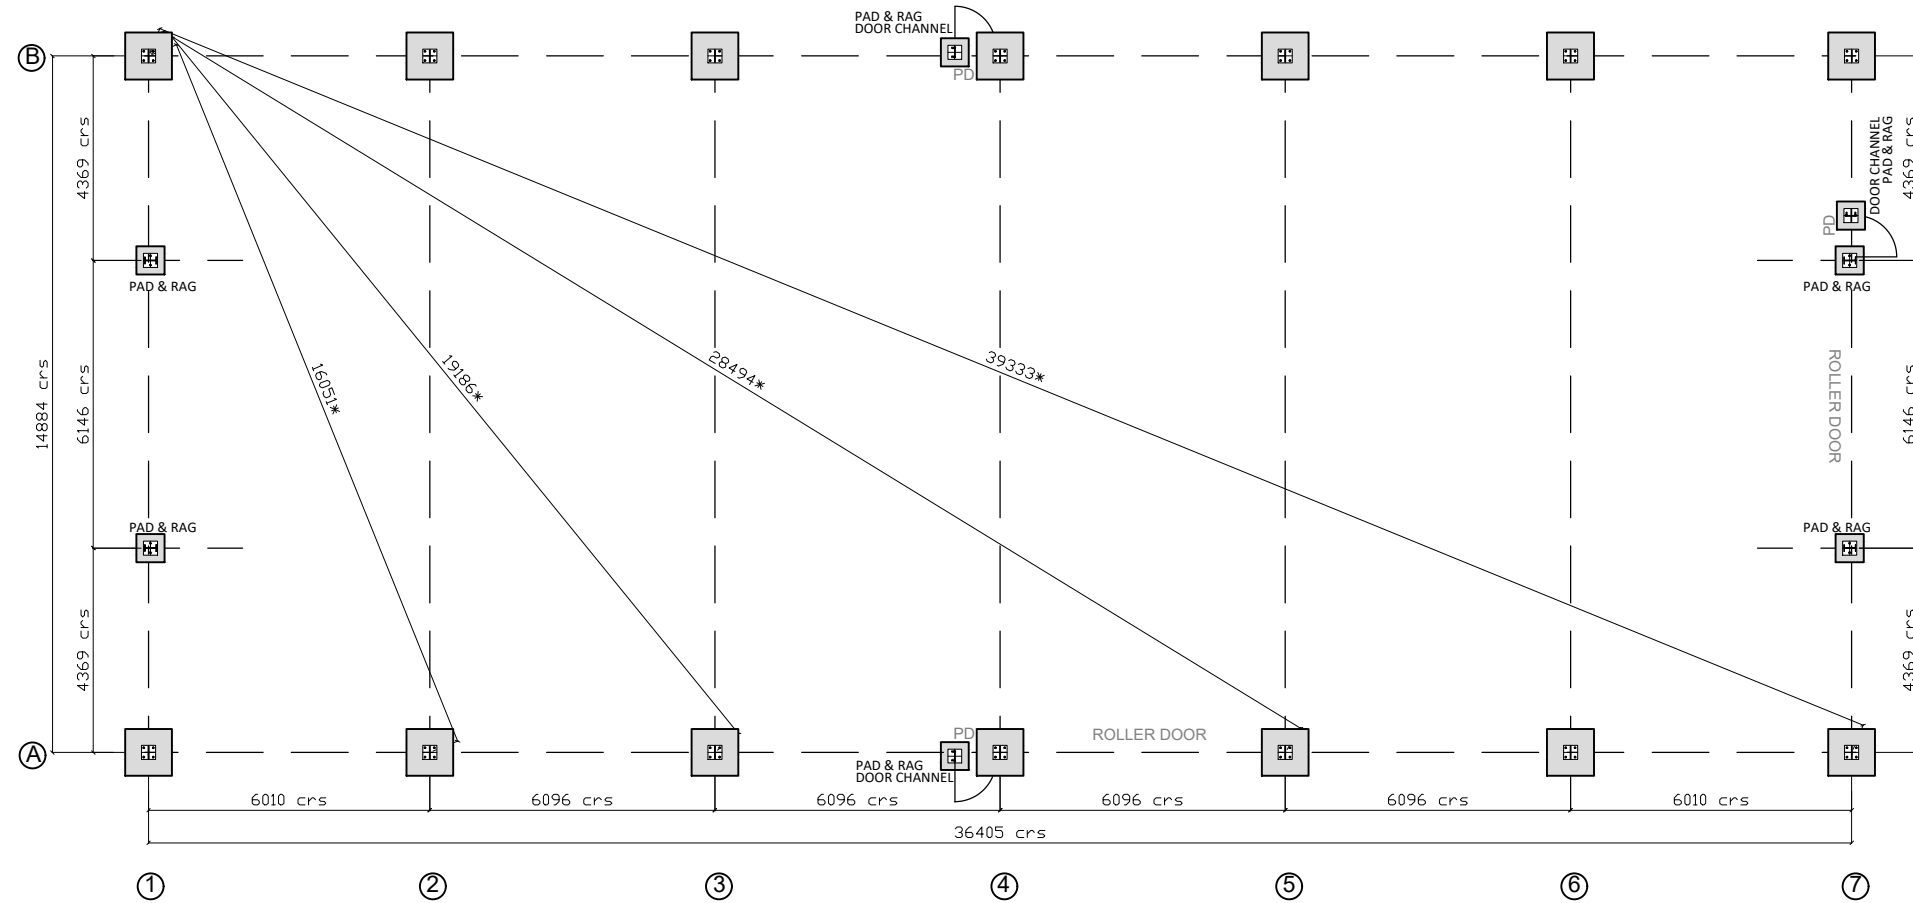 PAD & RAG
DOOR CHANNEL
B
PD
4369 crs
4369 crs
DOOR CHANNEL
PAD & RAG
PD
PAD & RAG
PAD & RAG
14884 crs
6146 crs
16051*
19186*
28494*
39333*
ROLLER DOOR
6146 crs
PAD & RAG
PAD & RAG
4369 crs
4369 crs
A
PD
ROLLER DOOR
PAD & RAG
DOOR CHANNEL
6010 crs
6096 crs
6096 crs
6096 crs
6096 crs
6010 crs
36405 crs
1
2
3
4
5
6
7